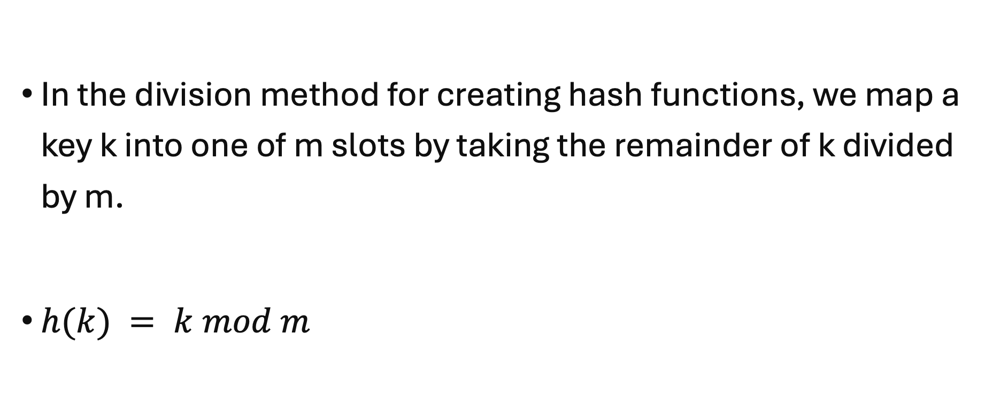 • In the division method for creating hash functions, we map a
key k into one of m slots by taking the remainder of k divided
by m.
• h(k) = k mod m